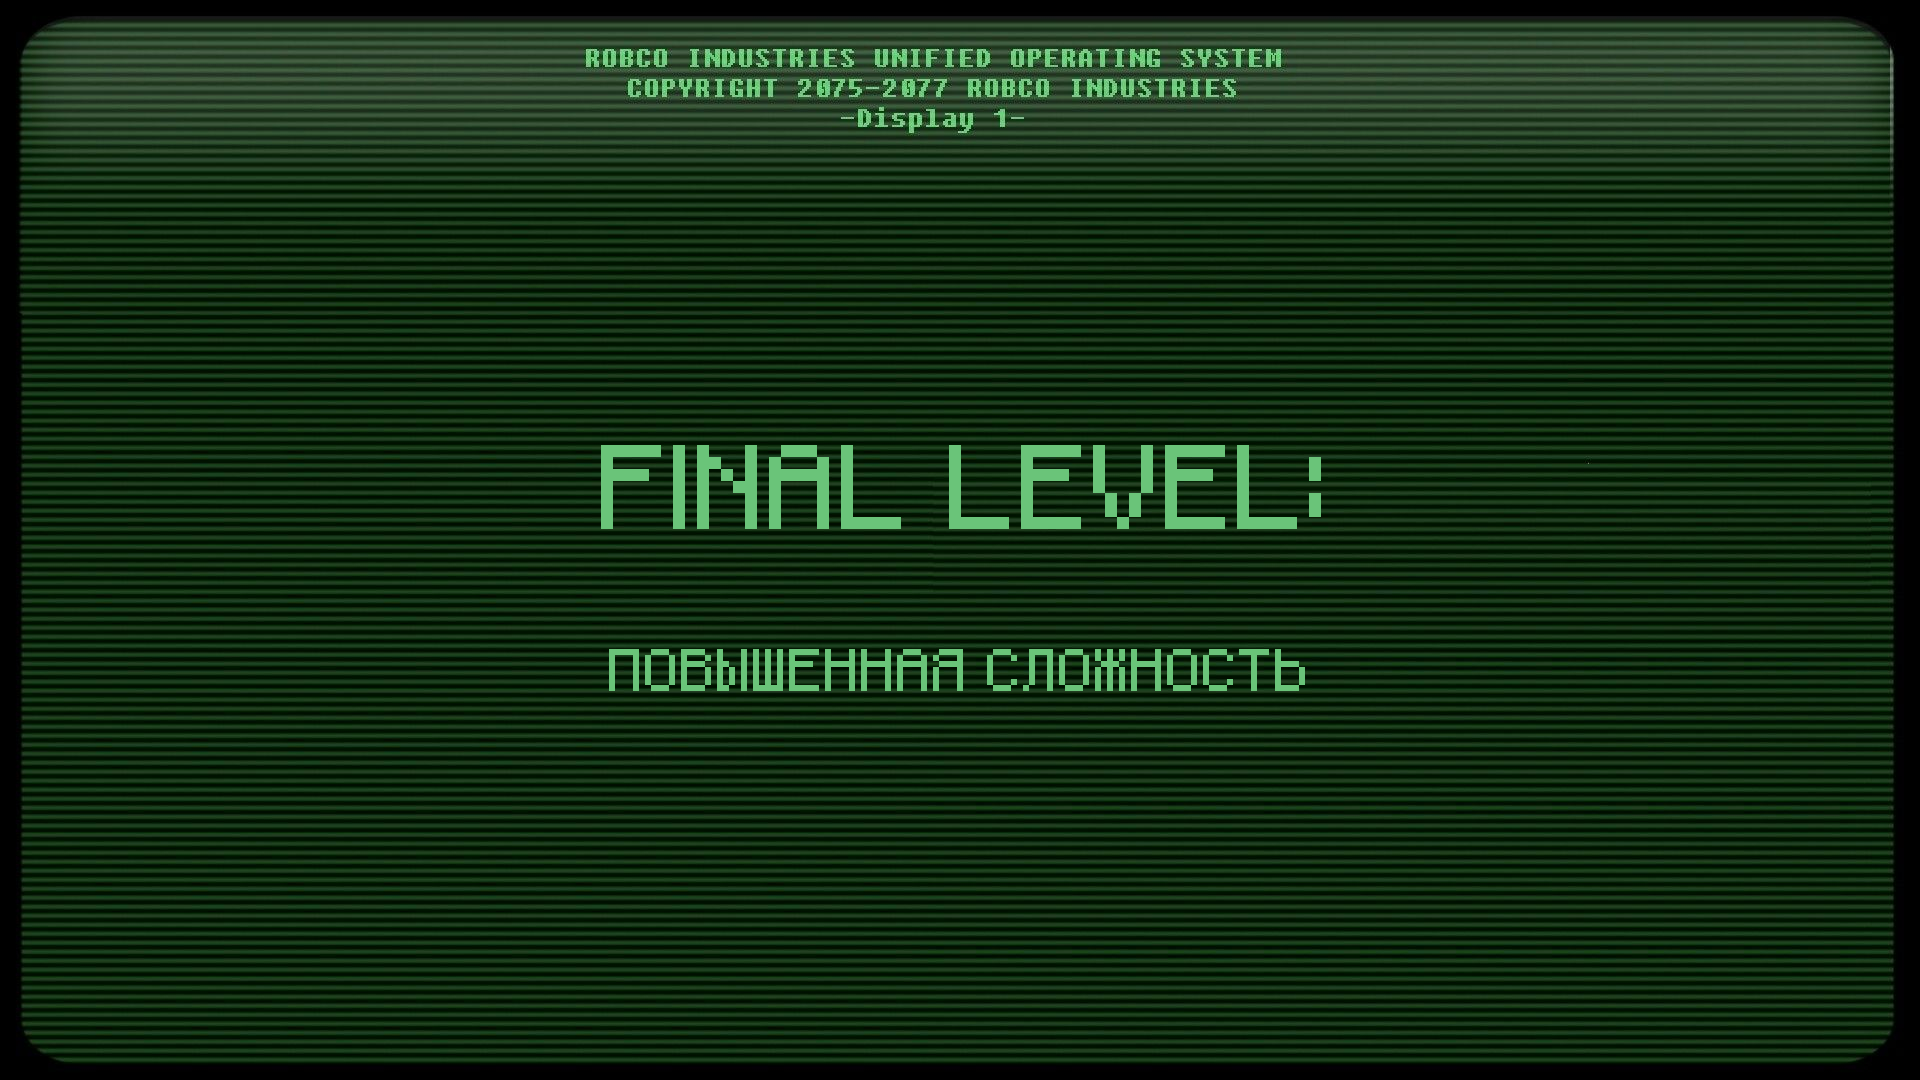 ROBCO INDUSTRIES UNIFIED OPERATING SYSTEM
COPYRIGHT 2075-2077 ROBCO INDUSTRIES
-Display 1-
FINAL LEVEL:
ПОВЫШЕННАЯ СЛОЖНОСТЬ